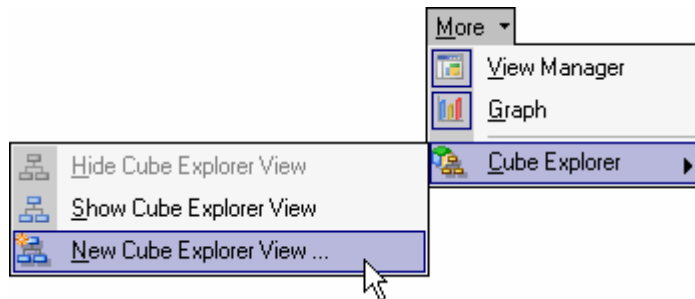 More
View Manager
Graph
Cube Explorer
Hide Cube Explorer View
Show Cube Explorer View
New Cube Explorer View ...